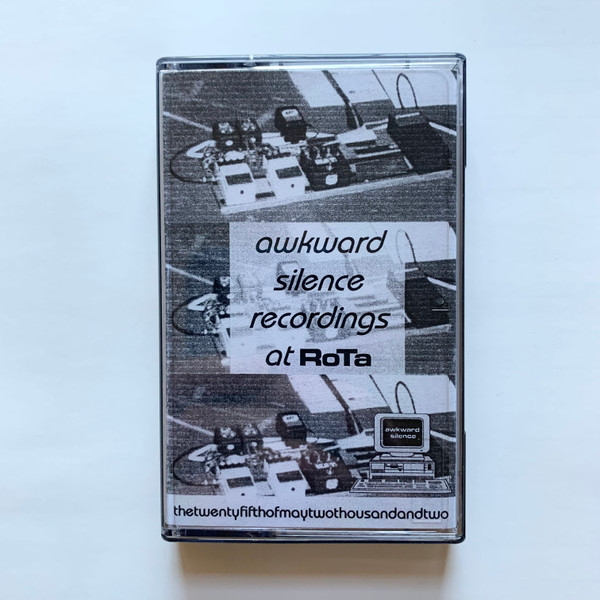 awkward
silence
recordings
at RoTa
awkward
silence
thetwentyfifthofmaytwothousandandtwo